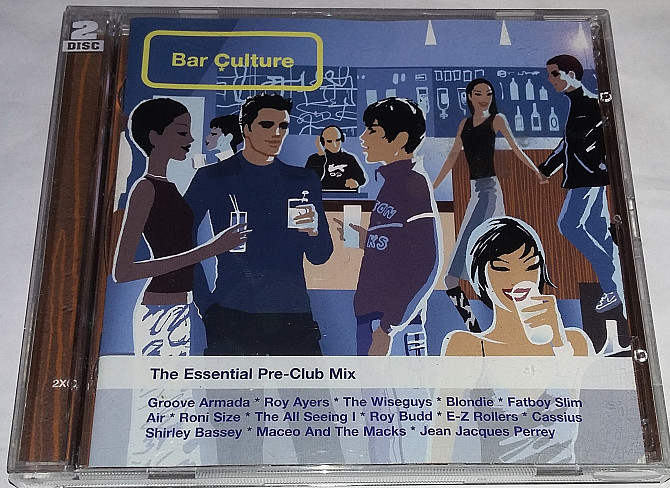 2
DISC
Bar Culture
*
ON
KS
2XC
The Essential Pre-Club Mix
Groove Armada * Roy Ayers * The Wiseguys * Blondie * Fatboy Slim
Air * Roni Size * The All Seeing I * Roy Budd * E-Z Rollers * Cassius
Shirley Bassey * Maceo And The Macks * Jean Jacques Perrey